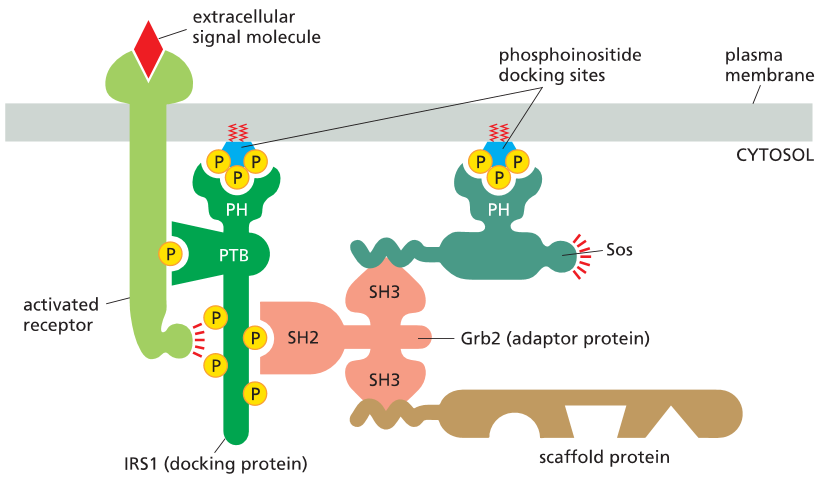 extracellular
signal molecule
phosphoinositide
docking sites
plasma
membrane
CYTOSOL
P
P
P
P
P
P
PH
PH
P
PTB
Sos
SH3
activated
receptor
P
P
SH2
Grb2 (adaptor protein)
P
SH3
P
IRS1 (docking protein)
scaffold protein